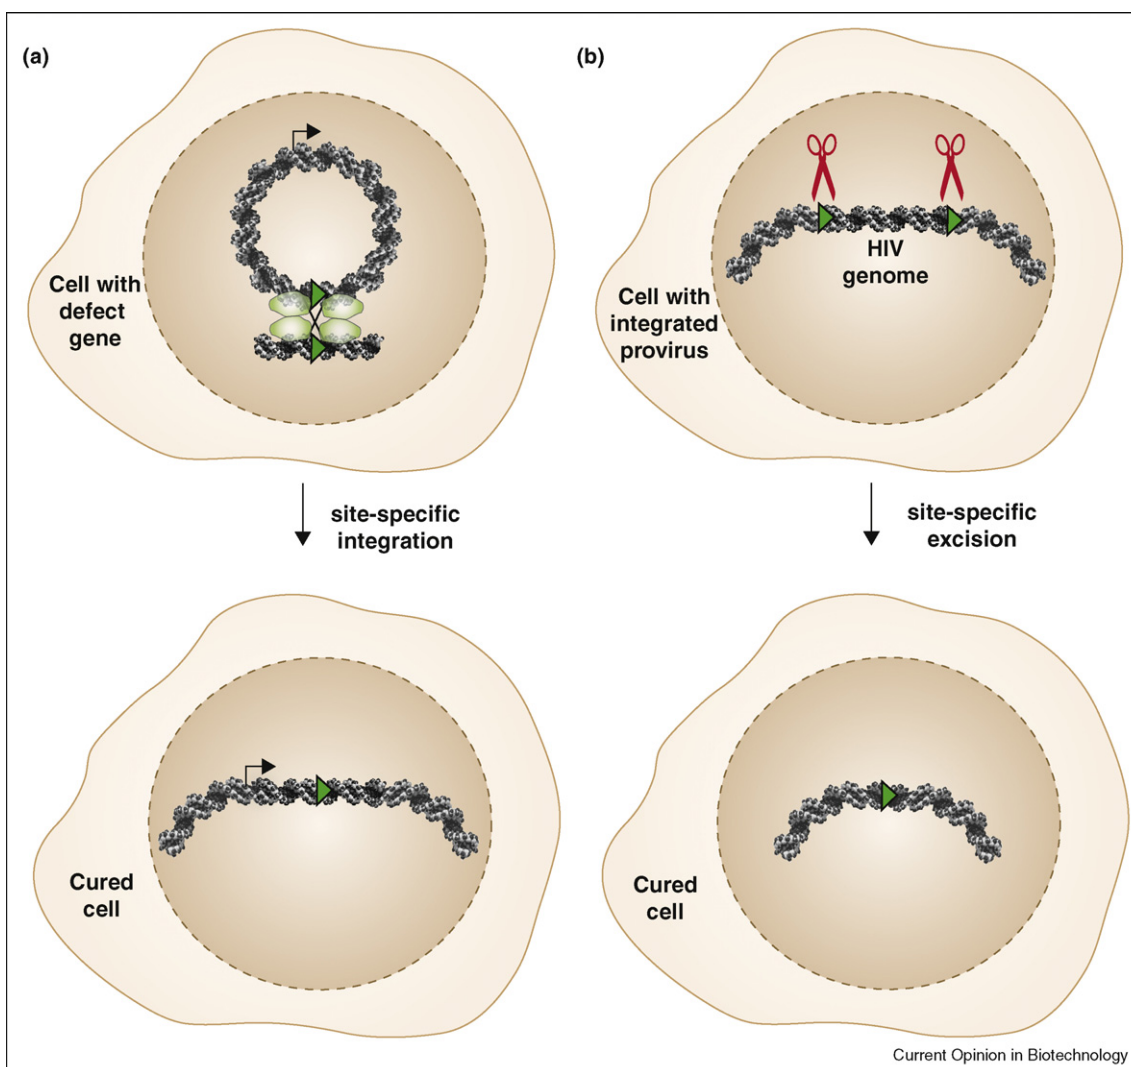 (a)
Cell with
defect
gene
site-specific
integration
Cured
cell
(b)
HIV
genome
Cell with
integrated
provirus
site-specific
excision
Cured
cell
Current Opinion in Biotechnology